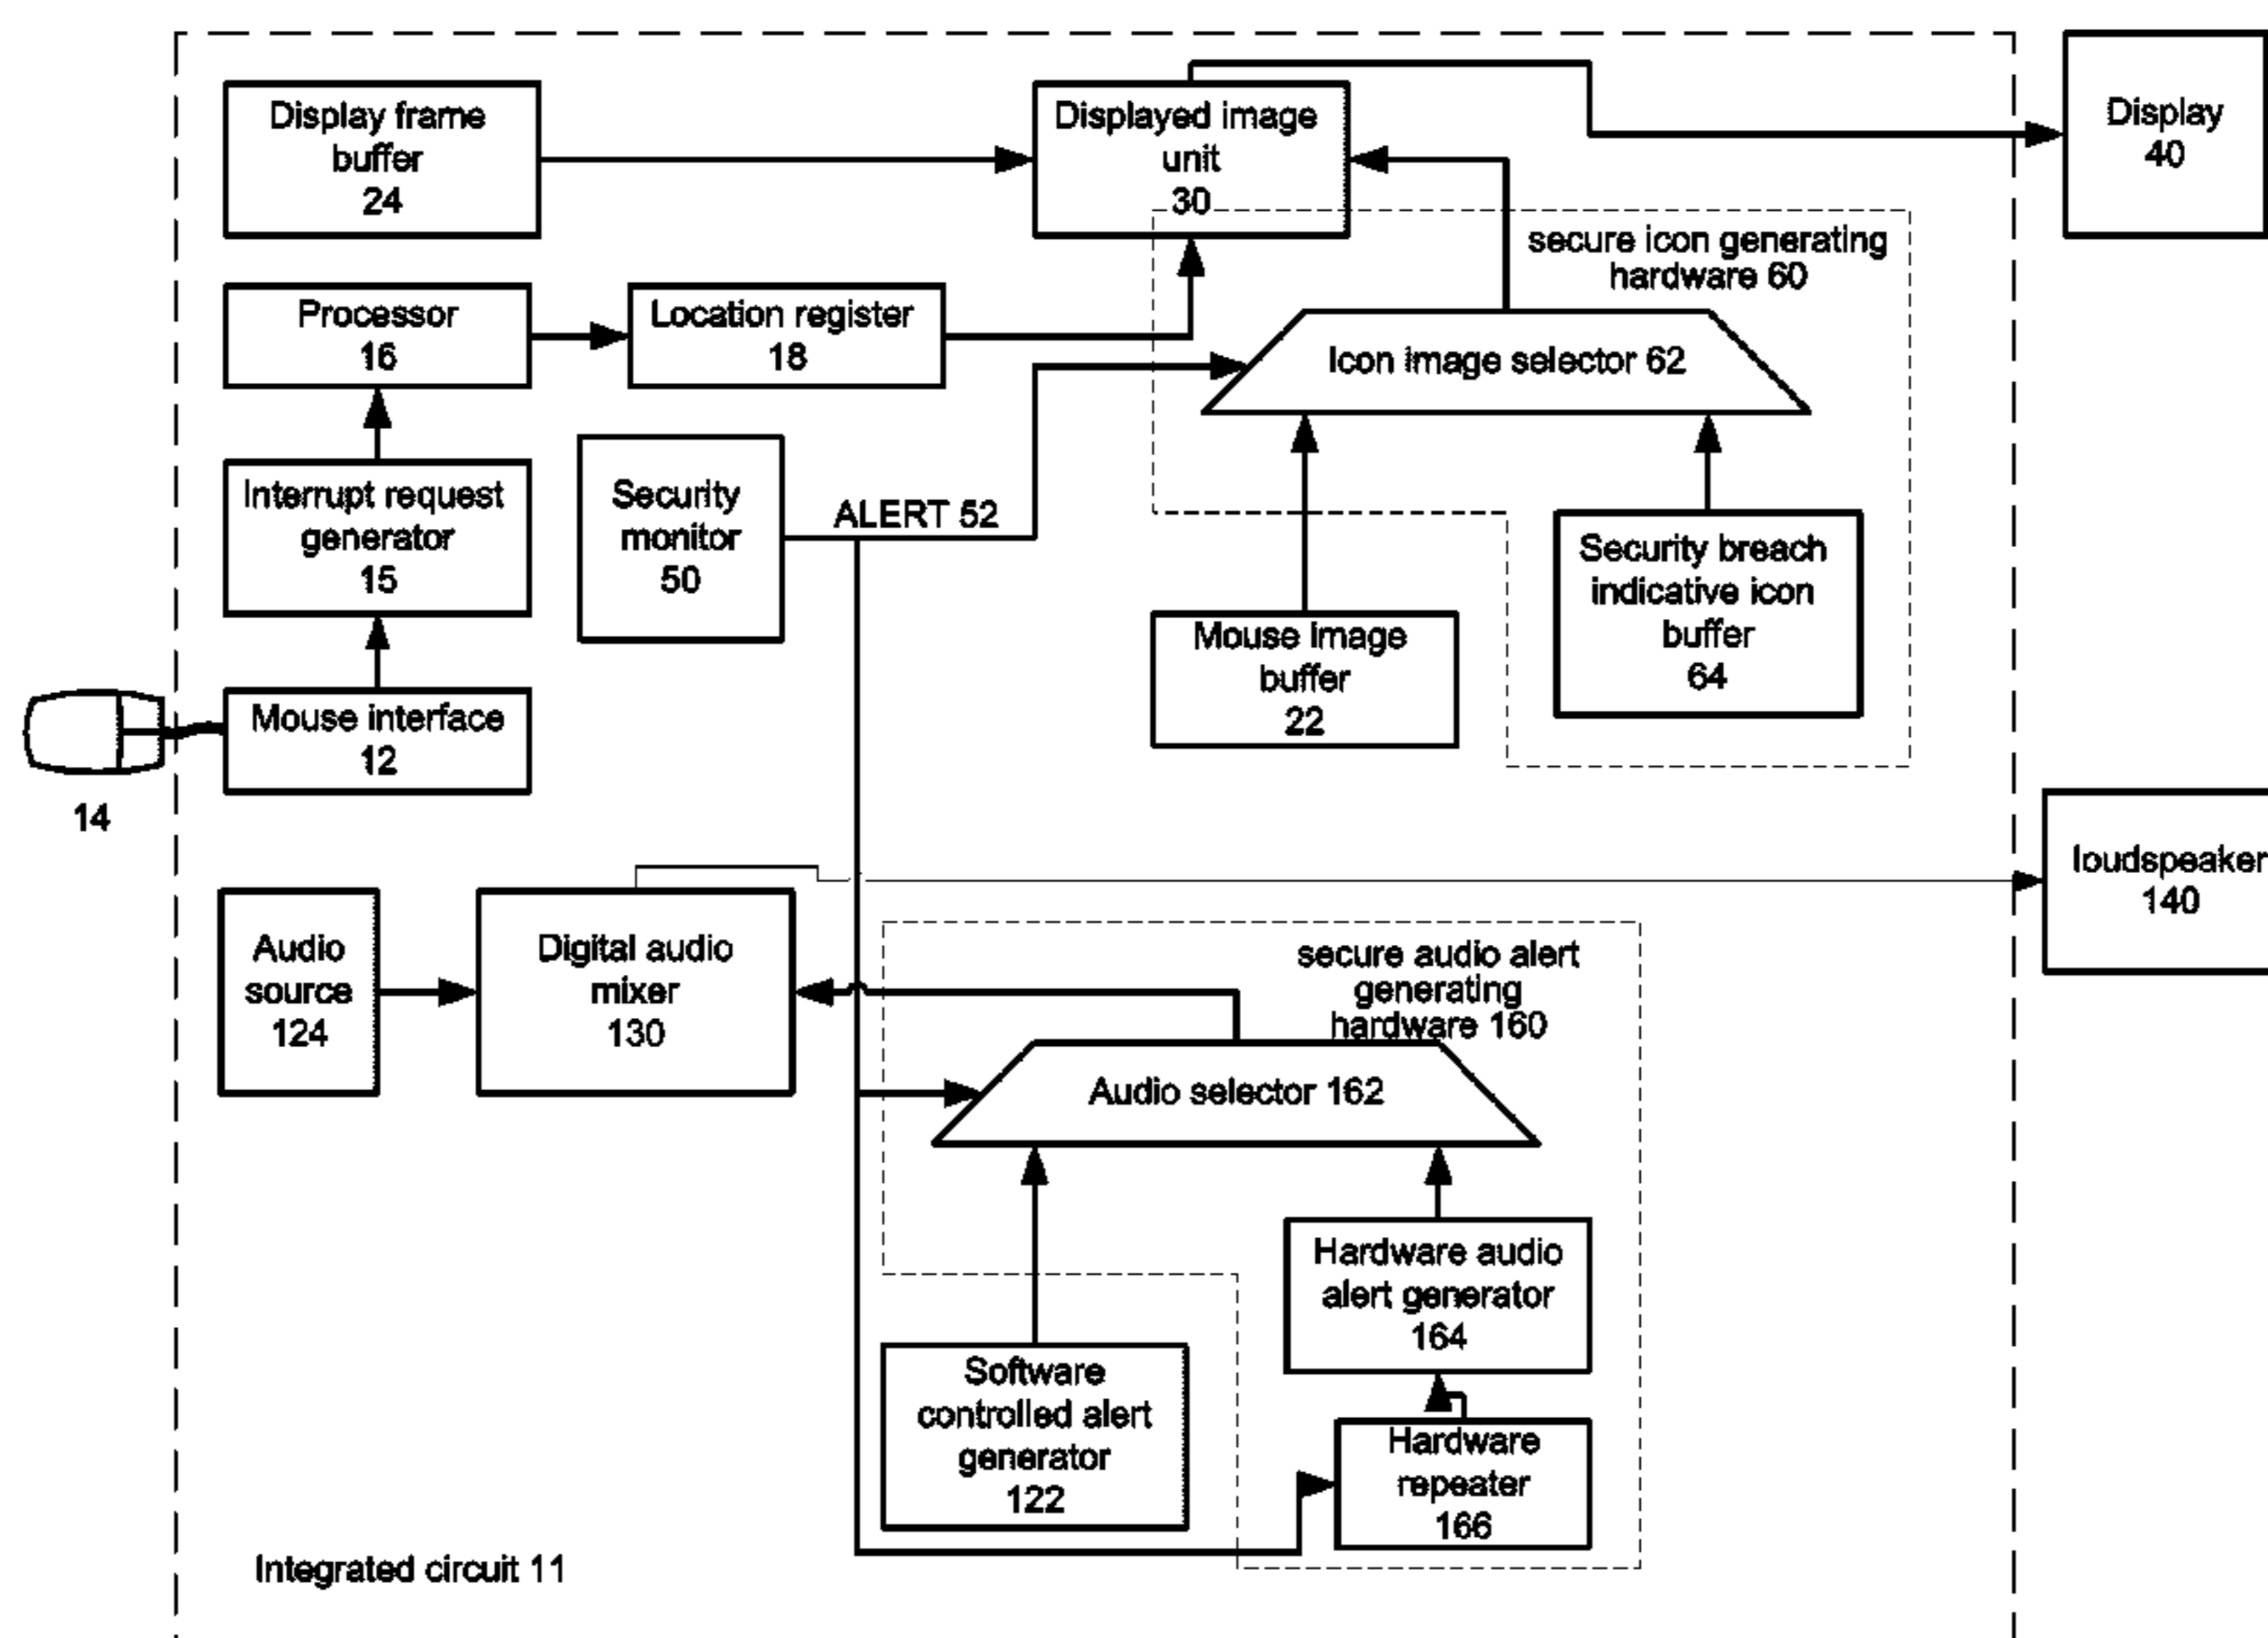 Display frame
buffer
24
Displayed image
unit
30
Display
40
secure icon generating
hardware 60
Processor
16
Location register
18
Icon image selector 62
Interrupt request
generator
15
Security
monitor
50
ALERT 52
Security breach
indicative icon
buffer
64
Mouse image
buffer
22
Mouse interface
12
14
loudspeaker
140
Audio
source
124
Digital audio
mixer
130
secure audio alert
generating
hardware 160
Audio selector 162
Hardware audio
alert generator
164
Software
controlled alert
generator
122
Hardware
repeater
166
Integrated circuit 11